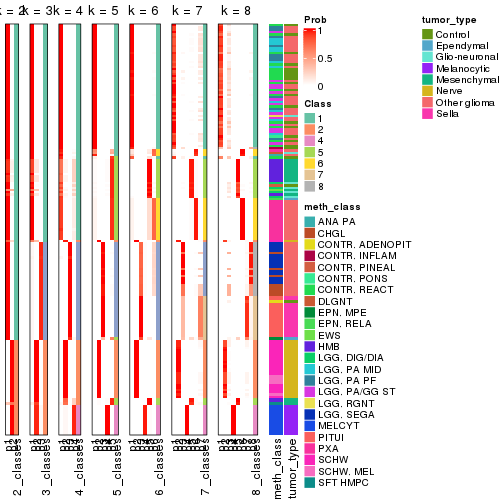 k = 2 k = 3 k = 4 k = 5 k = 6 k = 7 k = 8
Prob
1
0.5
0
Class
1
2
3
4
5
6
7
8
meth_class
ANA PA
CHGL
CONTR. ADENOPIT
CONTR. INFLAM
CONTR. PINEAL
CONTR. PONS
CONTR. REACT
DLGNT
EPN. MPE
EPN. RELA
EWS
HMB
LGG. DIG/DIA
LGG. PA MID
LGG. PA PF
LGG. PA/GG ST
LGG. RGNT
LGG. SEGA
MELCYT
PITUI
PXA
SCHW
SCHW. MEL
SFT HMPC
tumor_type
Control
Ependymal
Glio-neuronal
Melanocytic
Mesenchymal
Nerve
Other glioma
Sella
2_classes
3_classes
4_classes
5_classes
6_classes
7_classes
8_classes
meth_class
tumor_type